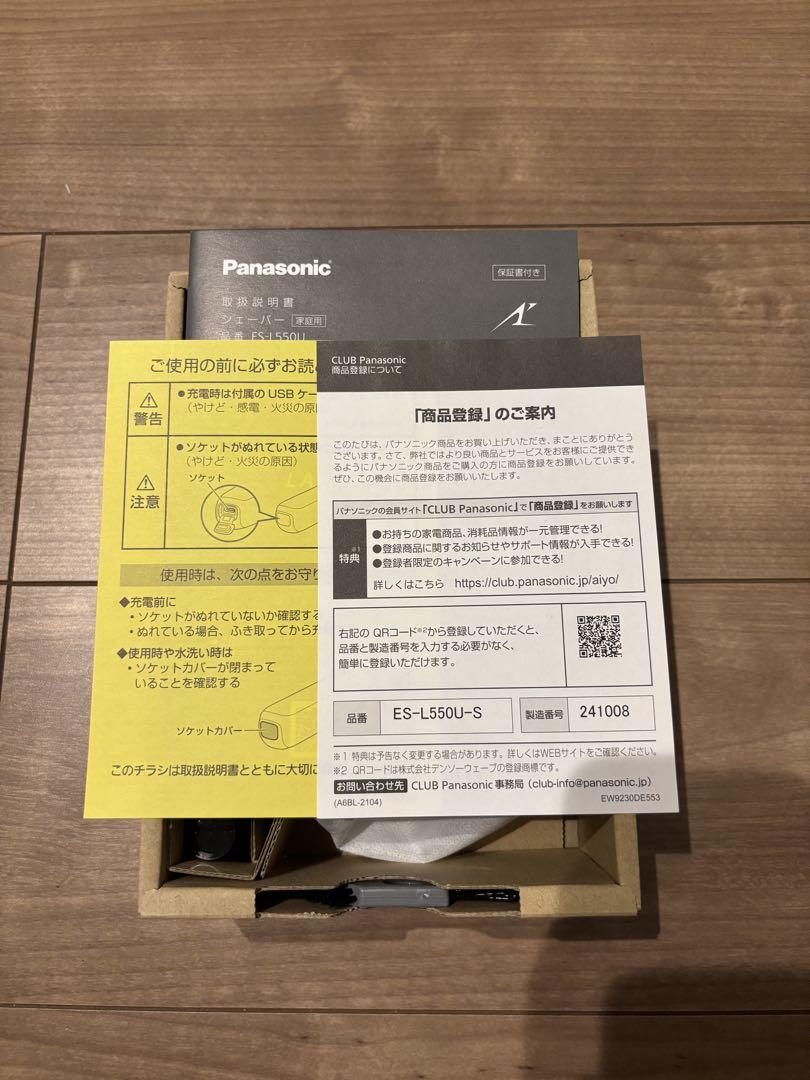 Panasonic
保証書付き
取扱説明書
シェーバー 家庭用
品番 ES-L550U
ご使用の前に必ずお読
警告
●充電時は付属の USB ケー
(やけど・感電・火災の原
注意
●ソケットがぬれている状態
(やけど・火災の原因)
ソケット
使用時は、次の点をお守り
◆充電前に
・ソケットがぬれていないか確認する
・ぬれている場合、ふき取ってから
◆使用時や水洗い時は
・ソケットカバーが閉まって
いることを確認する
ソケットカバー
このチラシは取扱説明書とともに大切に
CLUB Panasonic
商品登録について
「商品登録」のご案内
このたびは、パナソニック商品をお買い上げいただき、まことにありがとう
ございます。さて、弊社ではより良い商品とサービスをお客様にご提供でき
るようにパナソニック商品をご購入の方に商品登録をお願いしています。
ぜひ、この機会に商品登録をお願いいたします。
パナソニックの会員サイト「CLUB Panasonic」で「商品登録」をお願いします
特典※1
●お持ちの家電商品、消耗品情報が一元管理できる!
●登録商品に関するお知らせやサポート情報が入手できる!
●登録者限定のキャンペーンに参加できる!
詳しくはこちら https://club.panasonic.jp/aiyo/
右記の QRコード※2から登録していただくと、
品番と製造番号を入力する必要がなく、
簡単に登録いただけます。
品番 ES-L550U-S 製造番号 241008
※1 特典は予告なく変更する場合があります。詳しくはWEBサイトをご確認ください。
※2 QRコードは株式会社デンソーウェーブの登録商標です。
お問い合わせ先 CLUB Panasonic 事務局 (club-info@panasonic.jp)
(A6BL-2104) EW9230DE553